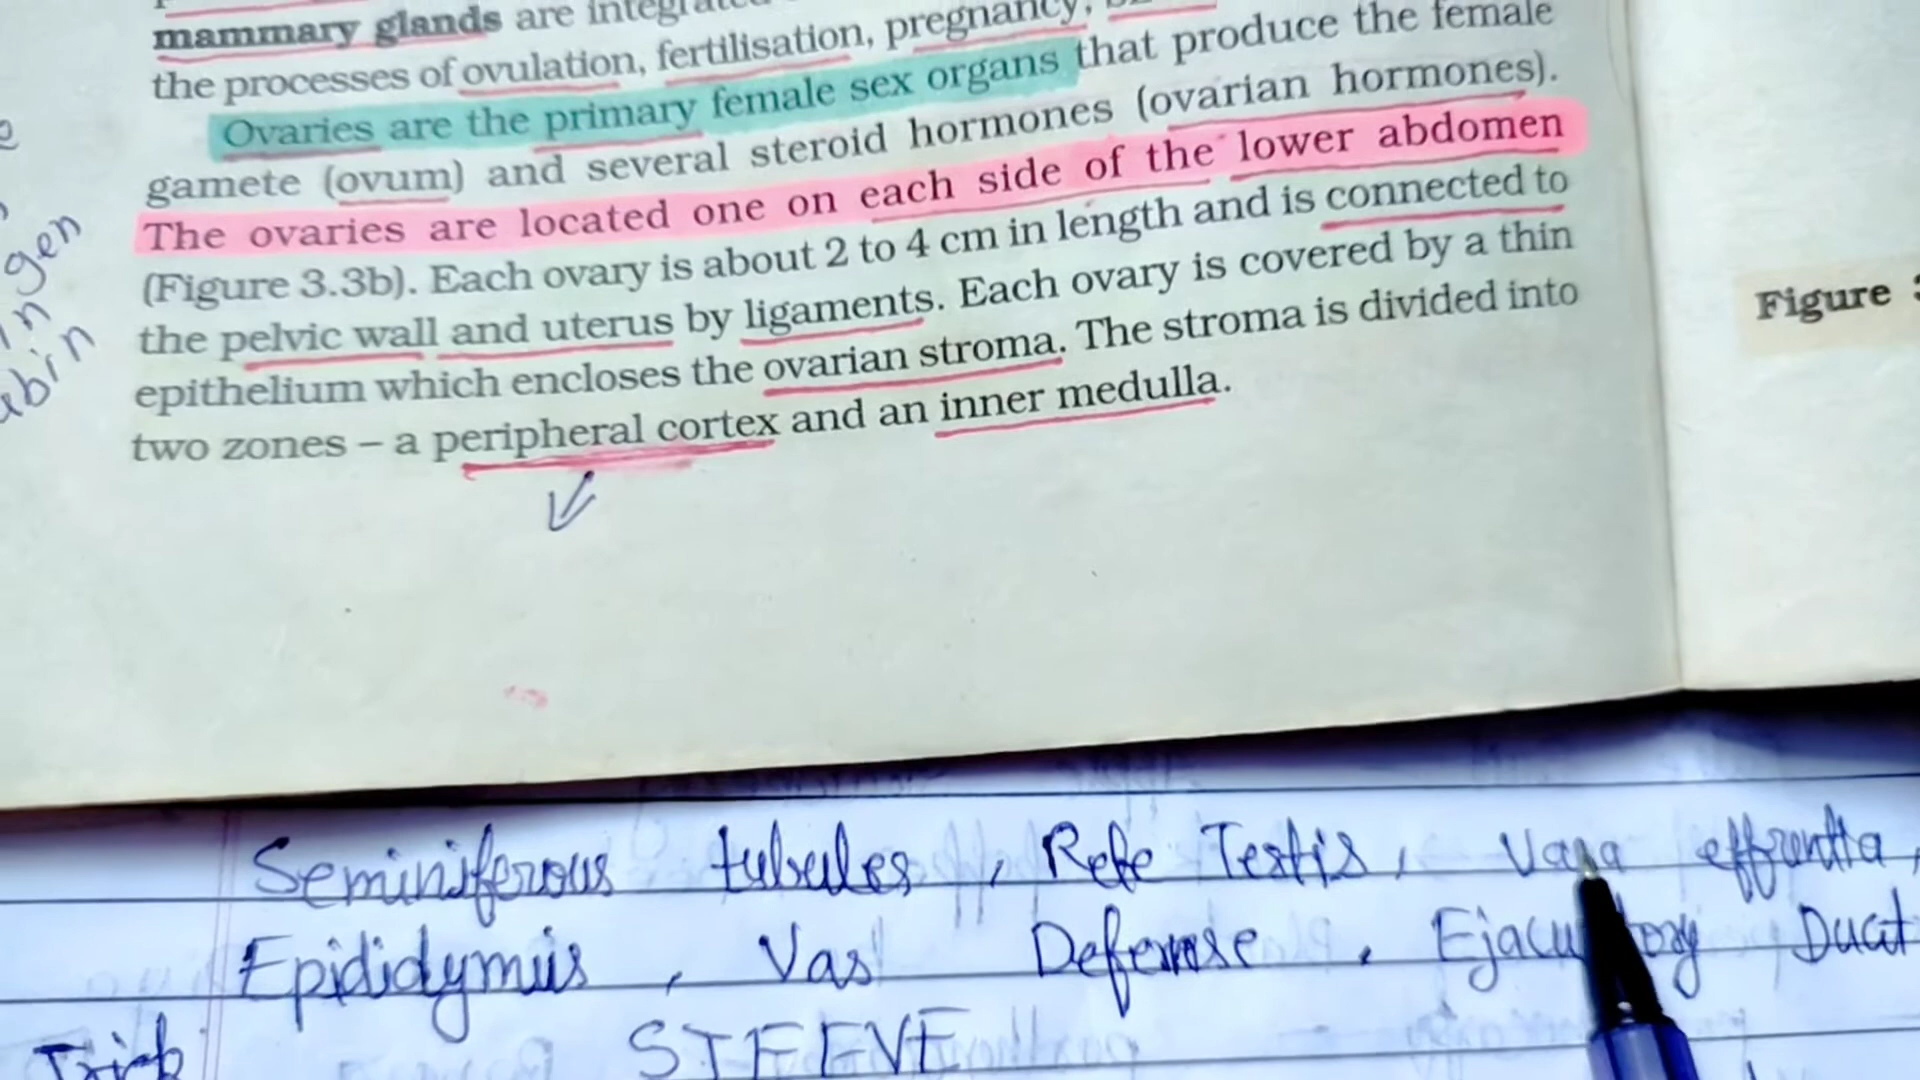 mammary glands are
the processes of ovulation, fertilisation, pregnancy,
Ovaries are the primary female sex organs that produce the female
gamete (ovum) and several steroid hormones (ovarian hormones).
The ovaries are located one on each side of the lower abdomen
(Figure 3.3b). Each ovary is about 2 to 4 cm in length and is connected to
the pelvic wall and uterus by ligaments. Each ovary is covered by a thin
epithelium which encloses the ovarian stroma. The stroma is divided into
two zones – a peripheral cortex and an inner medulla.
gen
in
Figure
Seminiferous tubules, Rete Testis, Vasa
Epididymis, Vas Ducat
Trick